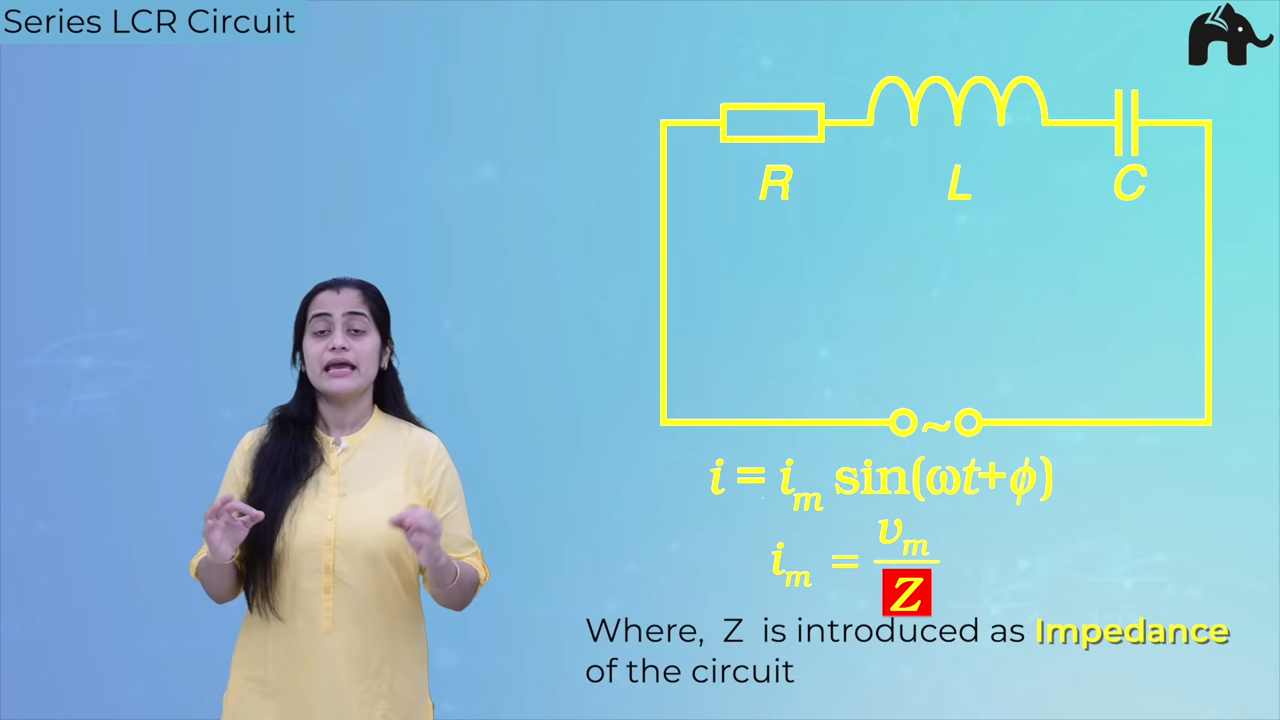 Series LCR Circuit
R L C
~
i = i_m sin(ωt+ϕ)
i_m = v_m / Z
Where, Z is introduced as Impedance
of the circuit